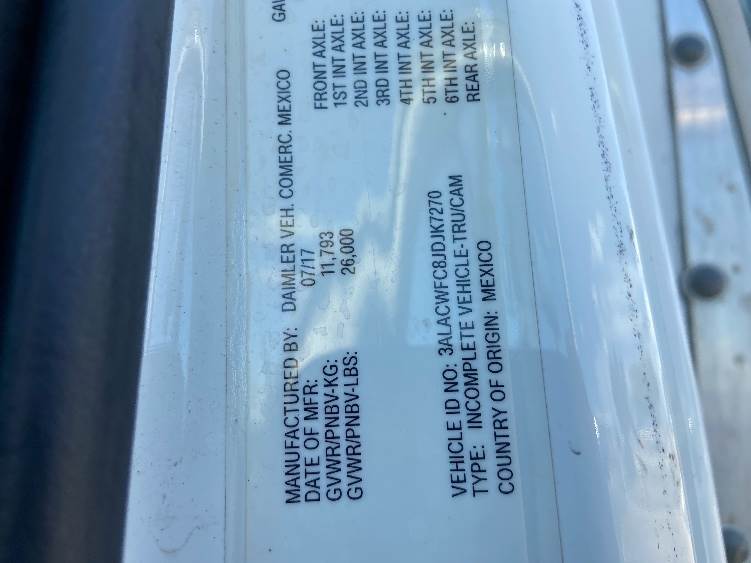 MANUFACTURED BY: DAIMLER VEH. COMERC. MEXICO
DATE OF MFR: 07/17
GVWR/PNBV-KG: 11,793
GVWR/PNBV-LBS: 26,000
FRONT AXLE:
1ST INT AXLE:
2ND INT AXLE:
3RD INT AXLE:
4TH INT AXLE:
5TH INT AXLE:
6TH INT AXLE:
REAR AXLE:
VEHICLE ID NO: 3ALACWFC8JDJK7270
TYPE: INCOMPLETE VEHICLE-TRU/CAM
COUNTRY OF ORIGIN: MEXICO